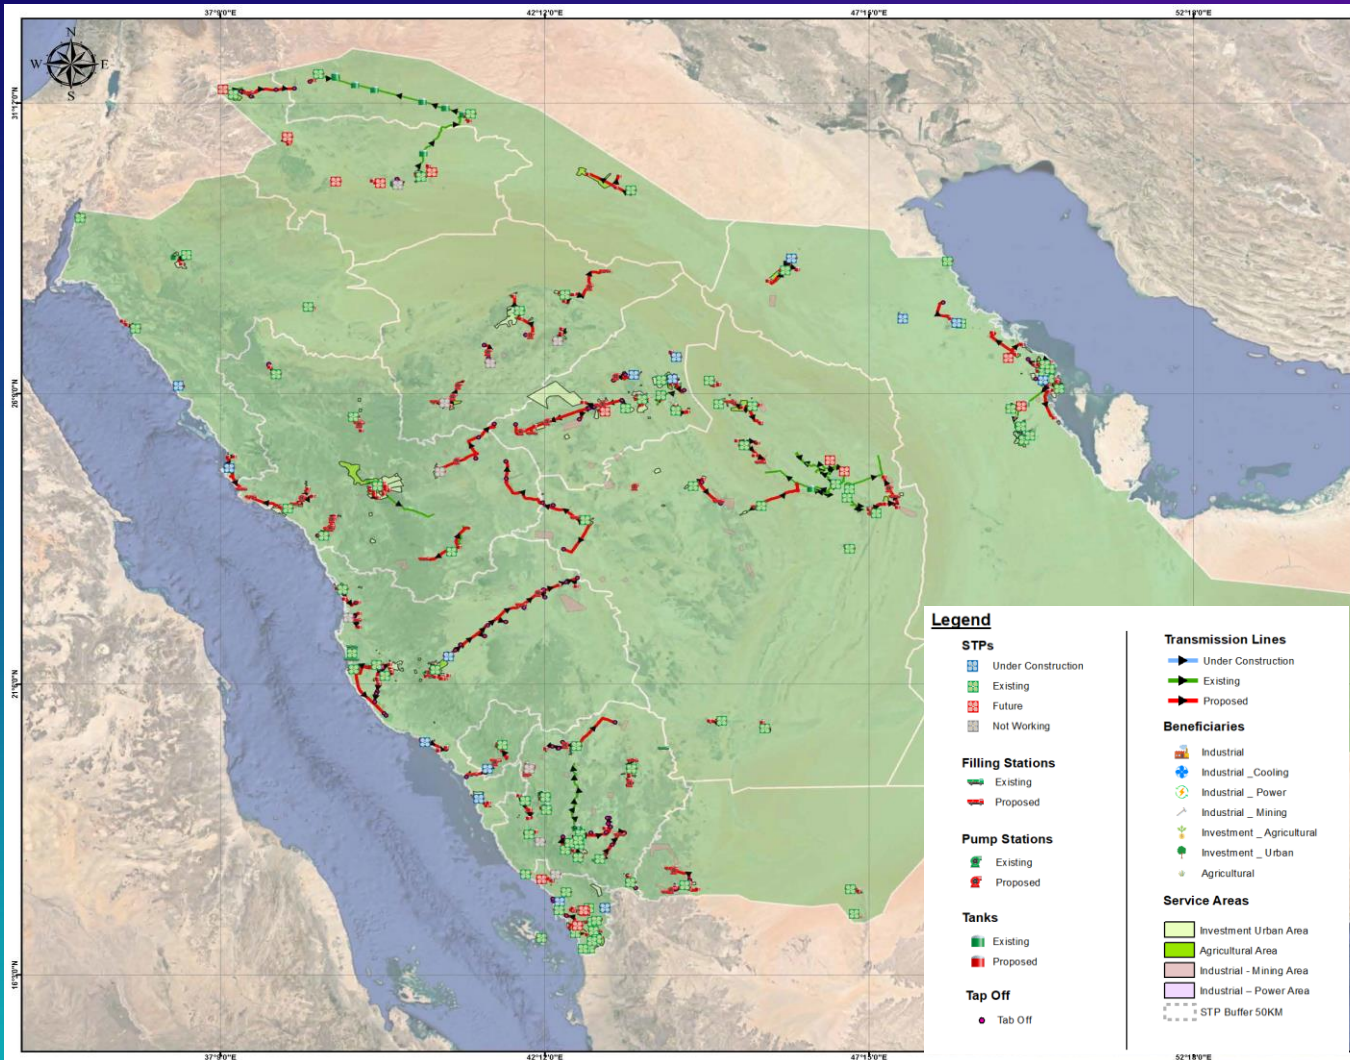 37°0'0"E
42°12'0"E
47°15'0"E
52°18'0"E
N
W
E
S
31°12'0"N
21°0'0"N
Legend
STPs
Under Construction
Existing
Future
Not Working
Filling Stations
Existing
Proposed
Pump Stations
Existing
Proposed
Tanks
Existing
Proposed
Tap Off
Tab Off
Transmission Lines
Under Construction
Existing
Proposed
Beneficiaries
Industrial
Industrial _Cooling
Industrial _ Power
Industrial _ Mining
Investment _ Agricultural
Investment _ Urban
Agricultural
Service Areas
Investment Urban Area
Agricultural Area
Industrial - Mining Area
Industrial – Power Area
STP Buffer 50KM
42°12'0"E
47°15'0"E